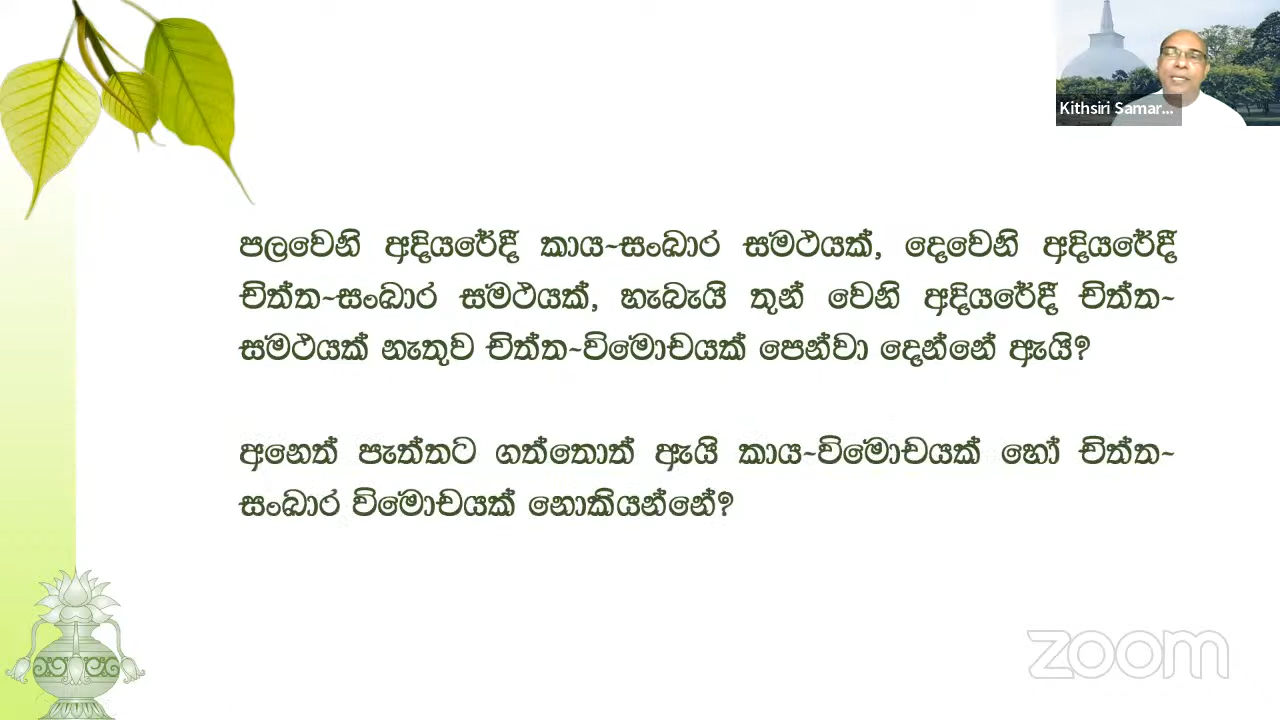 Kithsiri Samar...
පලවෙනි අදියරේදී කාය~සංඛාර සමථයක්, දෙවෙනි අදියරේදී
චිත්ත~සංඛාර සමථයක්, හැබැයි තුන් වෙනි අදියරේදී චිත්ත~
සමථයක් නැතුව චිත්ත~විමොචයක් පෙන්වා දෙන්නේ ඇයි?
අනෙත් පැත්තට ගත්තොත් ඇයි කාය~විමොචයක් හෝ චිත්ත~
සංඛාර විමොචයක් නොකියන්නේ?
zoom